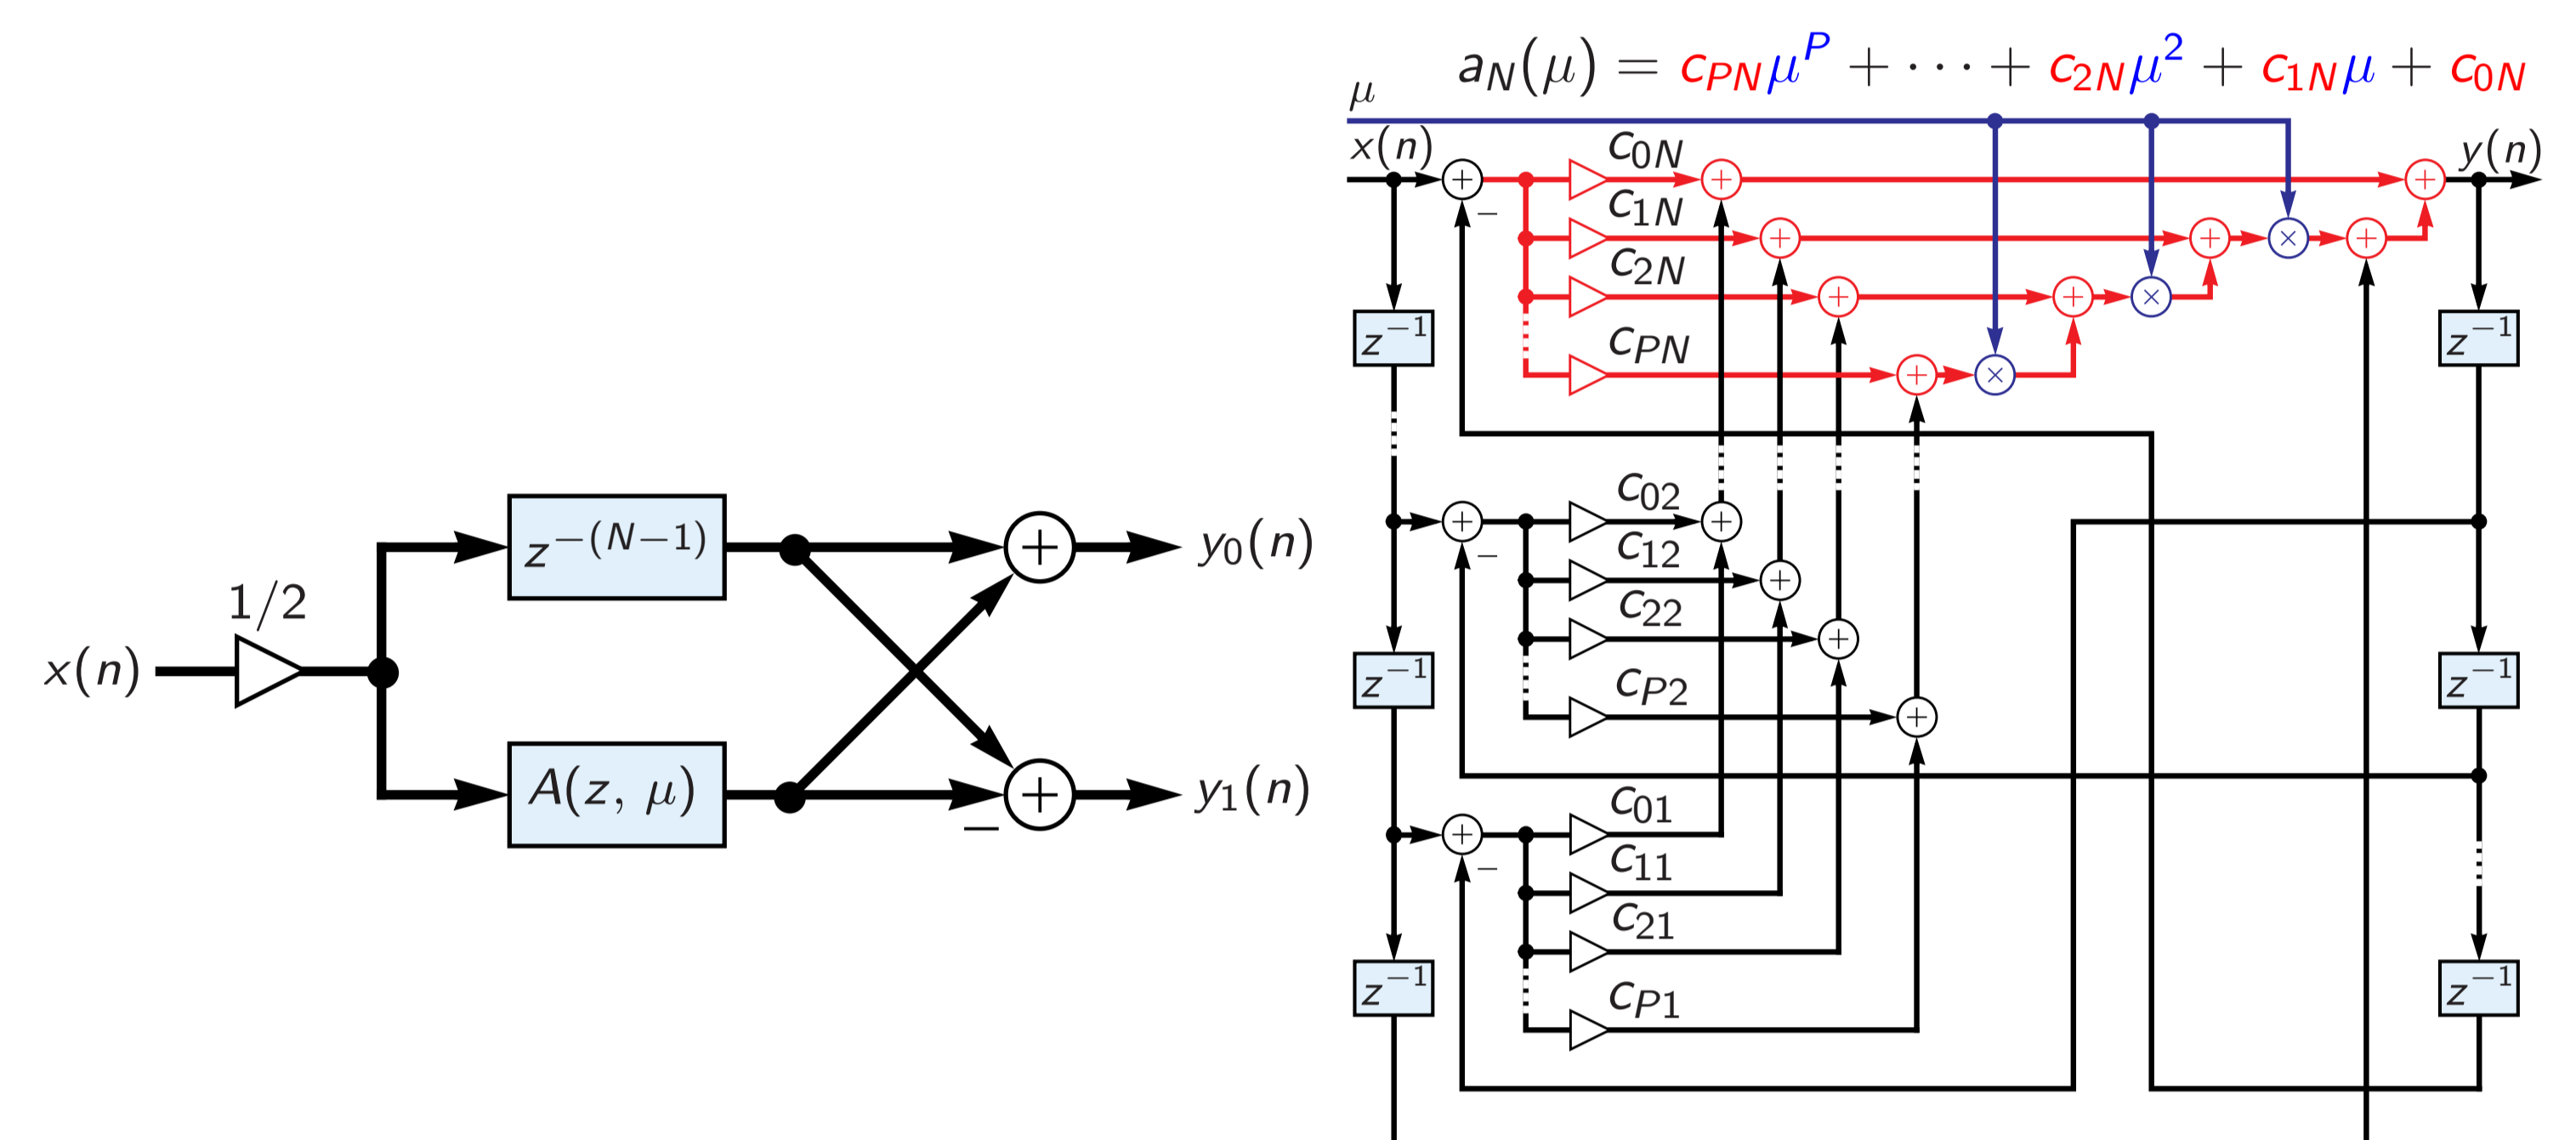 a_N(μ) = c_{PN}μ^P + ··· + c_{2N}μ^2 + c_{1N}μ + c_{0N}
μ
x(n)
y(n)
c_{0N}
+
+
+
−
c_{1N}
+
+
×
+
c_{2N}
+
+
×
z^{−1}
z^{−1}
c_{PN}
+
×
c_{02}
+
+
−
c_{12}
+
c_{22}
+
z^{−1}
z^{−1}
c_{P2}
+
c_{01}
+
−
c_{11}
c_{21}
z^{−1}
z^{−1}
c_{P1}
x(n)
1/2
z^{−(N−1)}
+
y_0(n)
A(z, μ)
+
−
y_1(n)